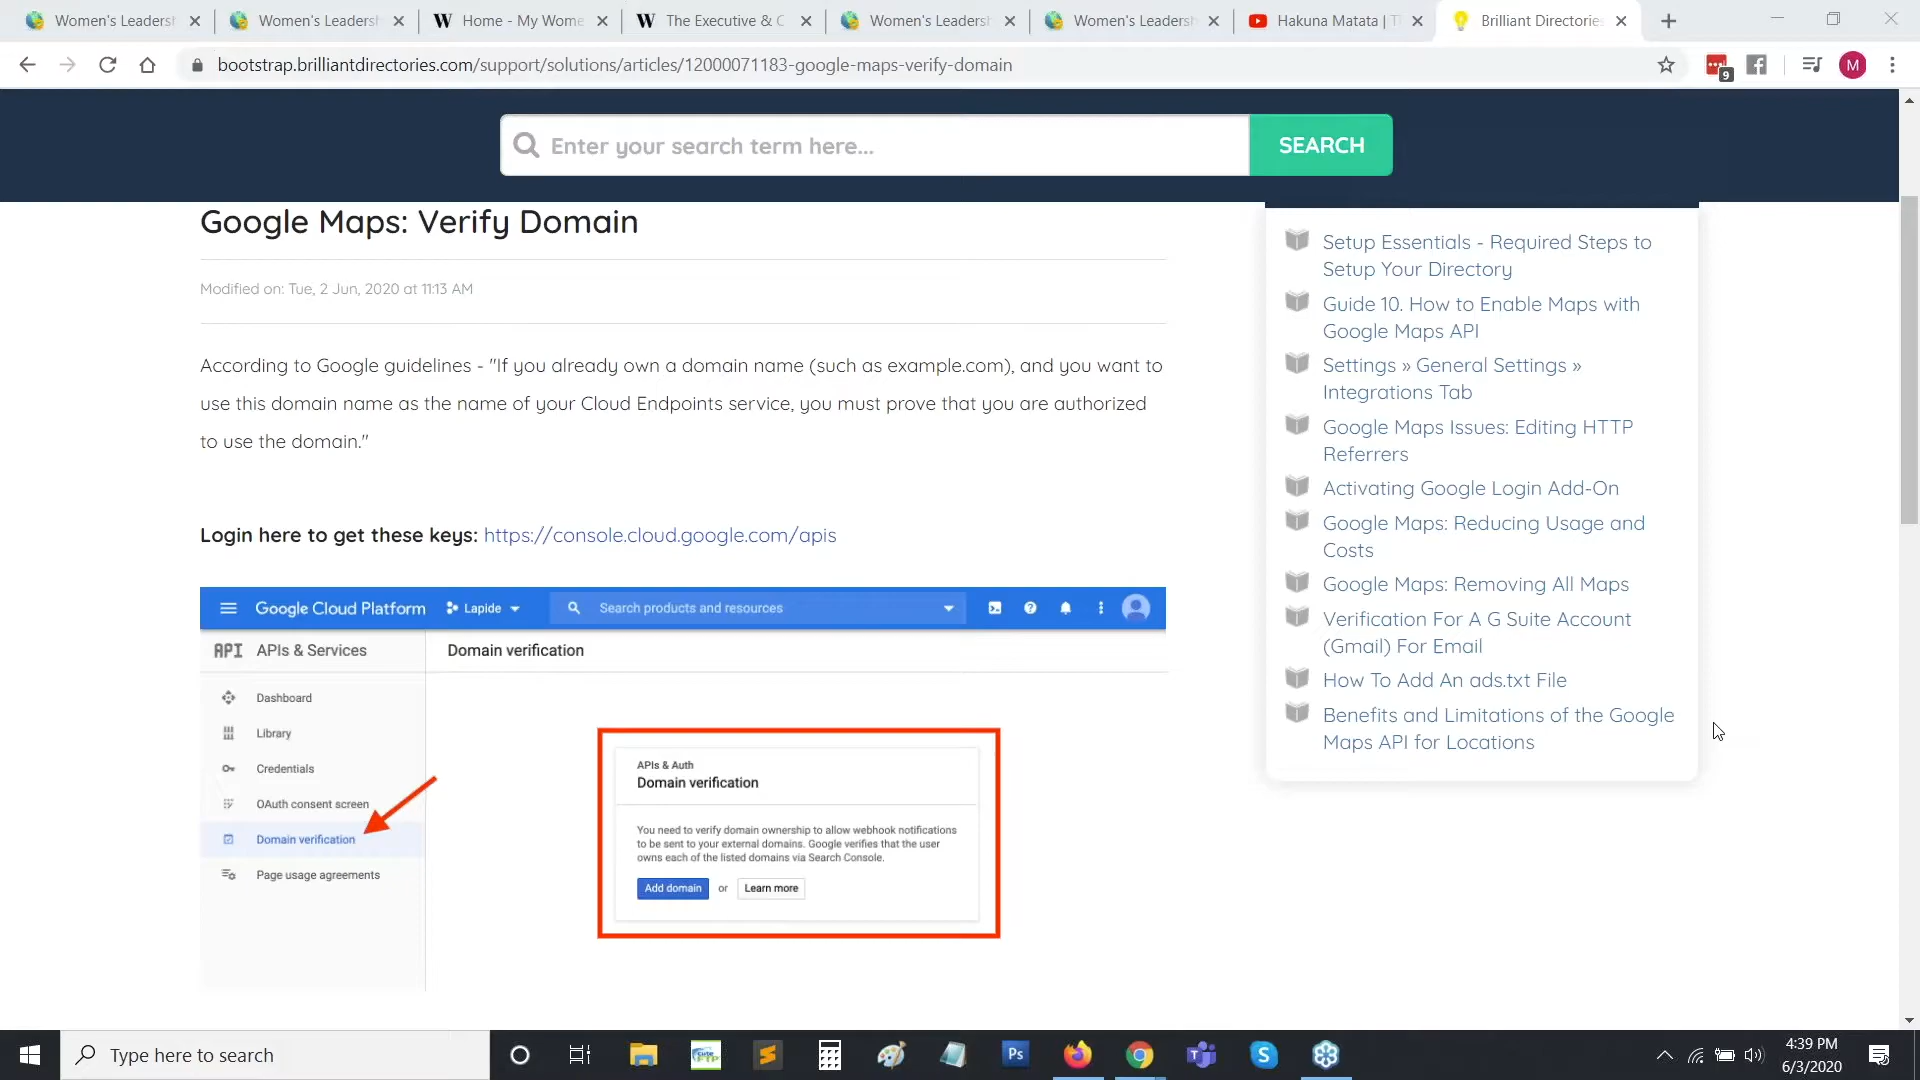 Women's Leadersh
Women's Leadersh
Home - My Wome
The Executive & C
Women's Leadersh
Women's Leadersh
Hakuna Matata | T
Brilliant Directories
bootstrap.brilliantdirectories.com/support/solutions/articles/12000071183-google-maps-verify-domain
9
M
Enter your search term here...
SEARCH
Google Maps: Verify Domain
Modified on: Tue, 2 Jun, 2020 at 11:13 AM
According to Google guidelines - "If you already own a domain name (such as example.com), and you want to
use this domain name as the name of your Cloud Endpoints service, you must prove that you are authorized
to use the domain."
Login here to get these keys: https://console.cloud.google.com/apis
Google Cloud Platform
Lapide
Search products and resources
API APIs & Services
Domain verification
Dashboard
Library
Credentials
OAuth consent screen
Domain verification
Page usage agreements
APIs & Auth
Domain verification
You need to verify domain ownership to allow webhook notifications
to be sent to your external domains. Google verifies that the user
owns each of the listed domains via Search Console.
Add domain or Learn more
Setup Essentials - Required Steps to
Setup Your Directory
Guide 10. How to Enable Maps with
Google Maps API
Settings » General Settings »
Integrations Tab
Google Maps Issues: Editing HTTP
Referrers
Activating Google Login Add-On
Google Maps: Reducing Usage and
Costs
Google Maps: Removing All Maps
Verification For A G Suite Account
(Gmail) For Email
How To Add An ads.txt File
Benefits and Limitations of the Google
Maps API for Locations
Type here to search
cute
FTP
Ps
4:39 PM
6/3/2020